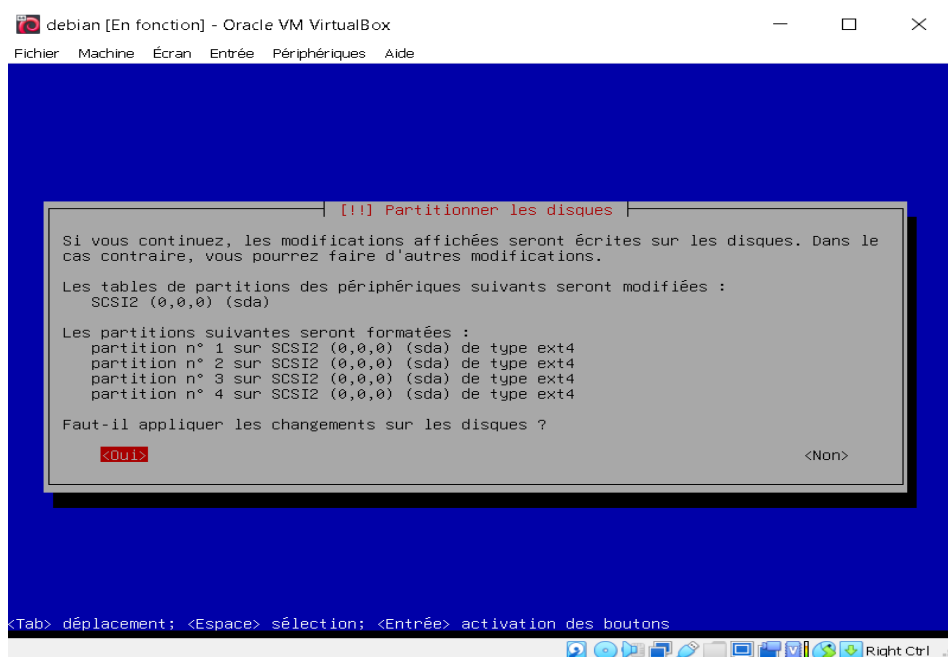 debian [En fonction] - Oracle VM VirtualBox
Fichier Machine Écran Entrée Périphériques Aide
[!!] Partitionner les disques
Si vous continuez, les modifications affichées seront écrites sur les disques. Dans le
cas contraire, vous pourrez faire d'autres modifications.
Les tables de partitions des périphériques suivants seront modifiées :
SCSI2 (0,0,0) (sda)
Les partitions suivantes seront formatées :
partition n° 1 sur SCSI2 (0,0,0) (sda) de type ext4
partition n° 2 sur SCSI2 (0,0,0) (sda) de type ext4
partition n° 3 sur SCSI2 (0,0,0) (sda) de type ext4
partition n° 4 sur SCSI2 (0,0,0) (sda) de type ext4
Faut-il appliquer les changements sur les disques ?
<Oui> <Non>
<Tab> déplacement; <Espace> sélection; <Entrée> activation des boutons
Right Ctrl